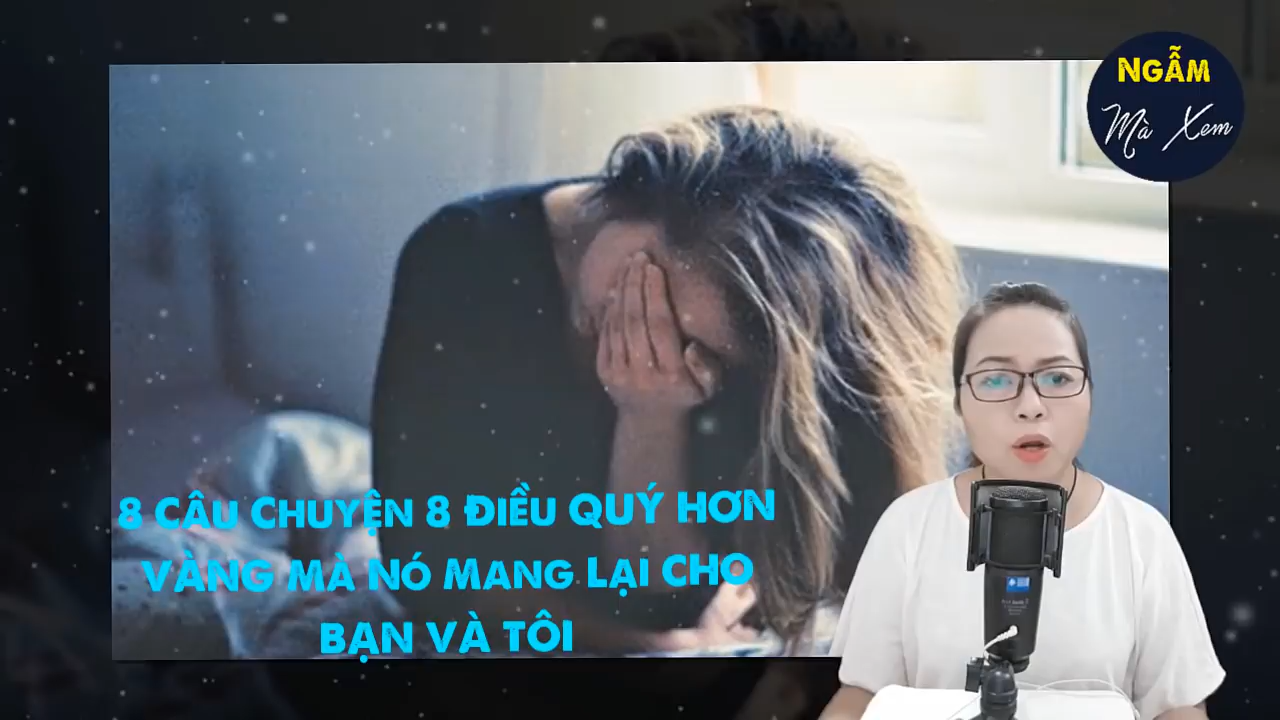 NGẪM
Mà Xem
8 CÂU CHUYỆN 8 ĐIỀU QUÝ HƠN
VÀNG MÀ NÓ MANG LẠI CHO
BẠN VÀ TÔI